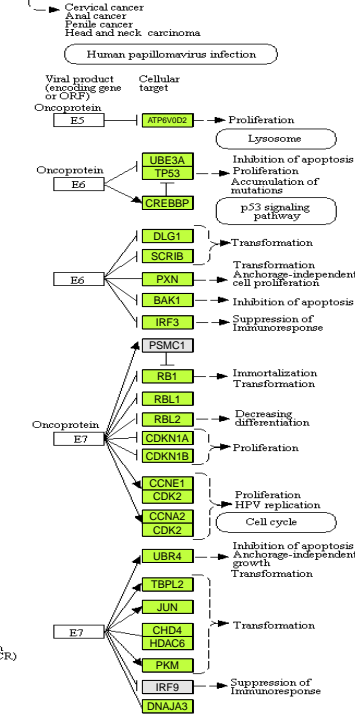 Cervical cancer
Anal cancer
Penile cancer
Head and neck carcinoma
Human papillomavirus infection
Viral product
(encoding gene
or ORF)
Cellular
target
Oncoprotein
E5
ATP6V0D2
Proliferation
Lysosome
Oncoprotein
E6
UBE3A
TP53
CREBBP
Inhibition of apoptosis
Proliferation
Accumulation of
mutations
p53 signaling
pathway
E6
DLG1
SCRIB
Transformation
PXN
Transformation
Anchorage-independent
cell proliferation
BAK1
Inhibition of apoptosis
IRF3
Suppression of
Immunoresponse
Oncoprotein
E7
PSMC1
RB1
Immortalization
Transformation
RBL1
RBL2
Decreasing
differentiation
CDKN1A
CDKN1B
Proliferation
CCNE1
CDK2
CCNA2
CDK2
Proliferation
HPV replication
Cell cycle
E7
UBR4
Inhibition of apoptosis
Anchorage-independent
growth
Transformation
TBPL2
JUN
CHD4
HDAC6
PKM
Transformation
IRF9
Suppression of
Immunoresponse
DNAJA3
CR)